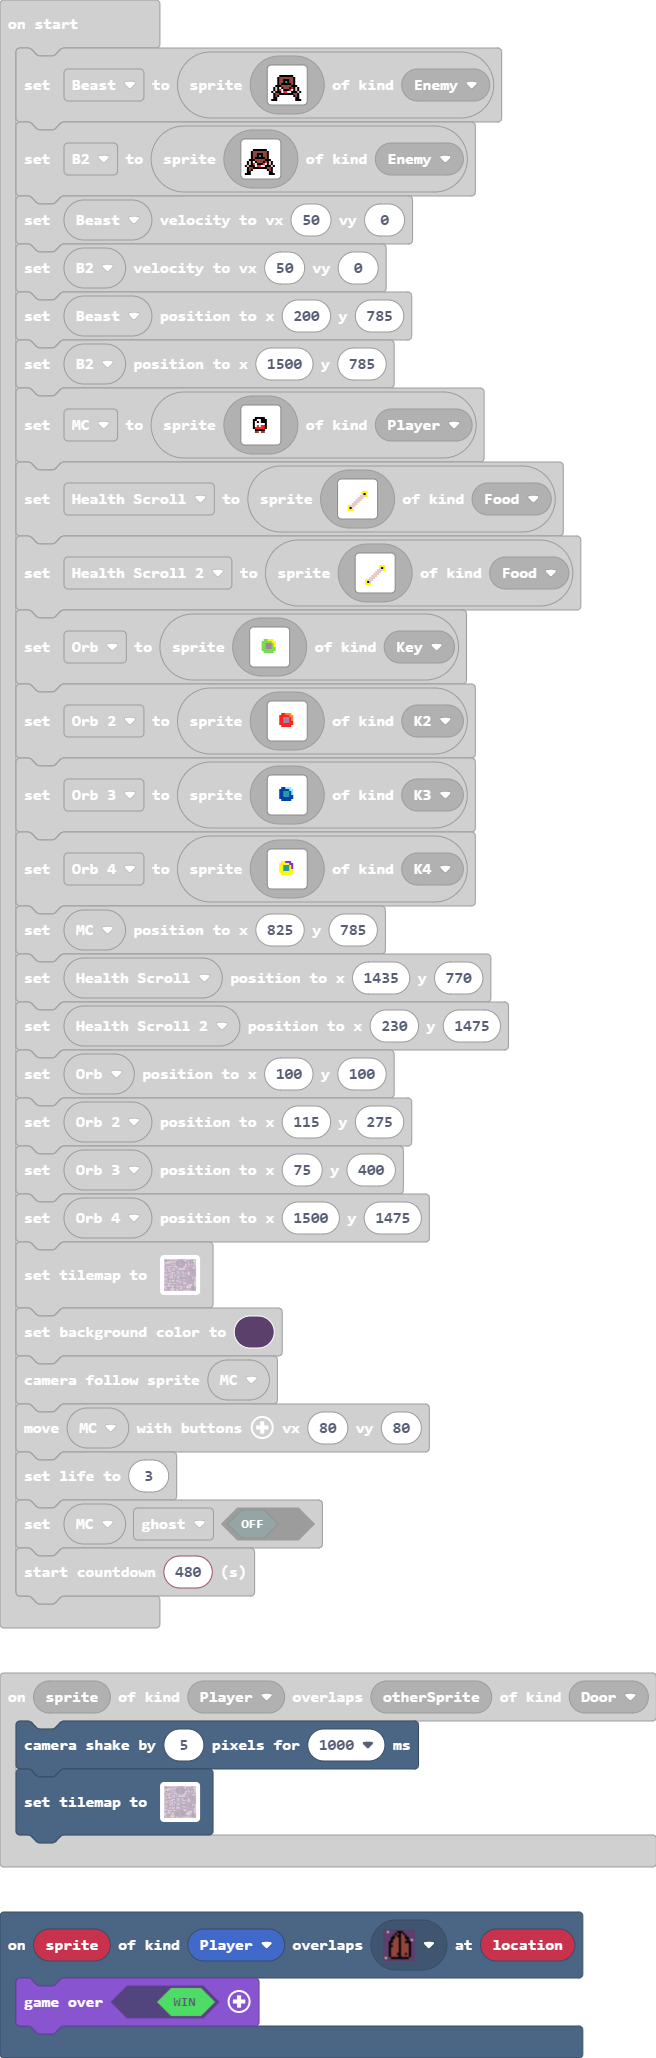 on start
set Beast to sprite of kind Enemy
set B2 to sprite of kind Enemy
set Beast velocity to vx 50 vy 0
set B2 velocity to vx 50 vy 0
set Beast position to x 200 y 785
set B2 position to x 1500 y 785
set MC to sprite of kind Player
set Health Scroll to sprite of kind Food
set Health Scroll 2 to sprite of kind Food
set Orb to sprite of kind Key
set Orb 2 to sprite of kind K2
set Orb 3 to sprite of kind K3
set Orb 4 to sprite of kind K4
set MC position to x 825 y 785
set Health Scroll position to x 1435 y 770
set Health Scroll 2 position to x 230 y 1475
set Orb position to x 100 y 100
set Orb 2 position to x 115 y 275
set Orb 3 position to x 75 y 400
set Orb 4 position to x 1500 y 1475
set tilemap to
set background color to
camera follow sprite MC
move MC with buttons vx 80 vy 80
set life to 3
set MC ghost OFF
start countdown 480 (s)
on sprite of kind Player overlaps otherSprite of kind Door
camera shake by 5 pixels for 1000 ms
set tilemap to
on sprite of kind Player overlaps at location
game over WIN